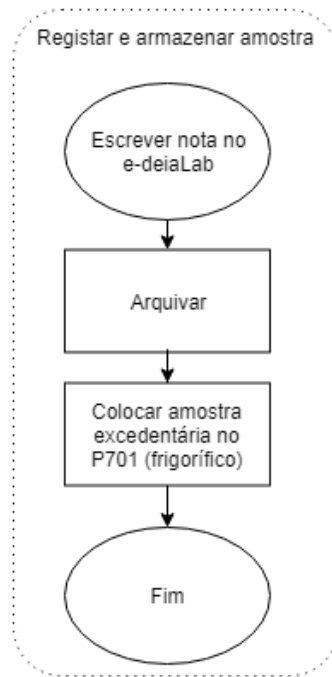 Registar e armazenar amostra
Escrever nota no
e-deiaLab
Arquivar
Colocar amostra
excedentária no
P701 (frigorífico)
Fim